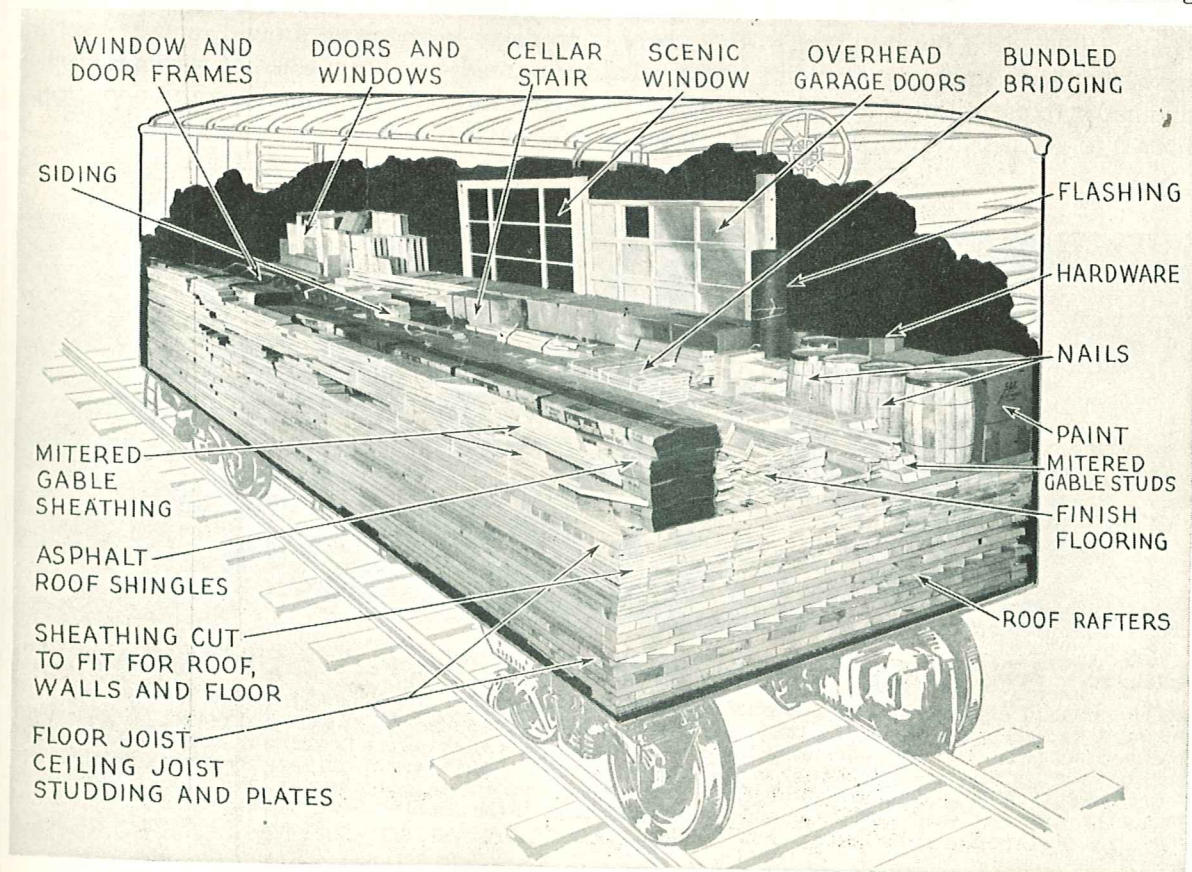 WINDOW AND
DOOR FRAMES
DOORS AND
WINDOWS
CELLAR
STAIR
SCENIC
WINDOW
OVERHEAD
GARAGE DOORS
BUNDLED
BRIDGING
SIDING
FLASHING
HARDWARE
NAILS
PAINT
MITERED
GABLE STUDS
FINISH
FLOORING
ROOF RAFTERS
MITERED
GABLE
SHEATHING
ASPHALT
ROOF SHINGLES
SHEATHING CUT
TO FIT FOR ROOF,
WALLS AND FLOOR
FLOOR JOIST
CEILING JOIST
STUDDING AND PLATES